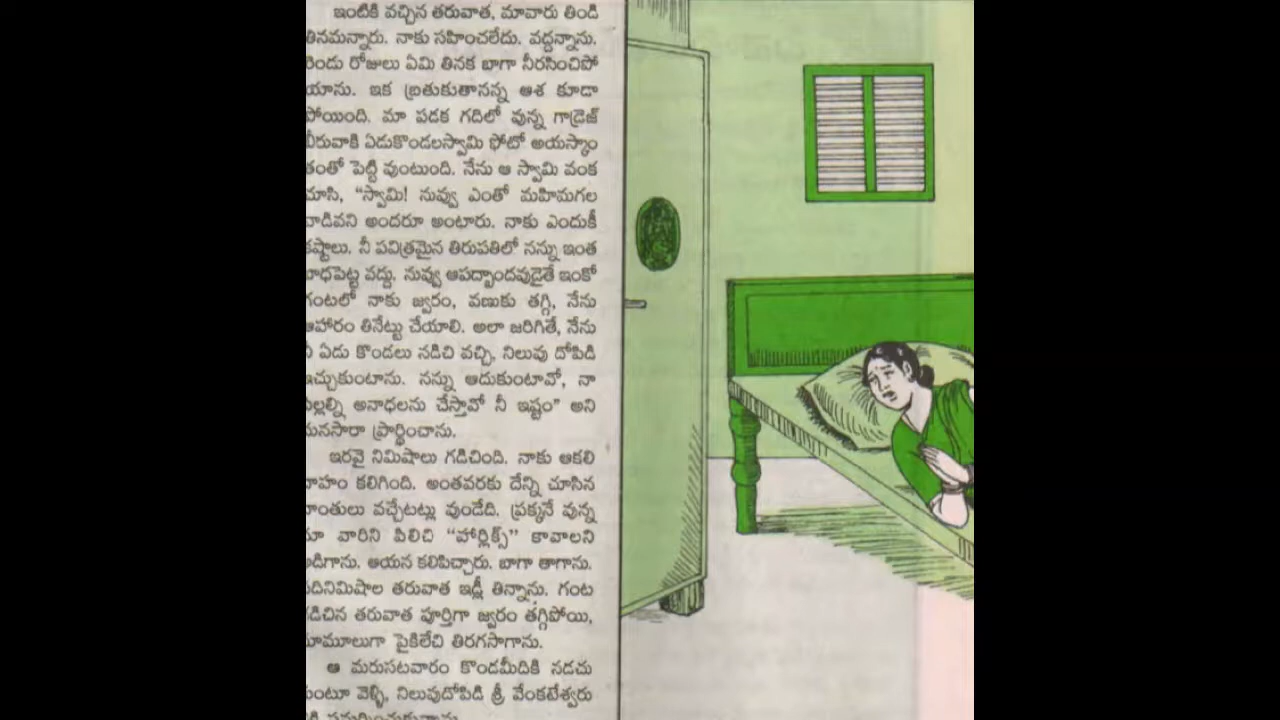 ఇంటికి వచ్చిన తరువాత, మావారు తిండి
తినమన్నారు. నాకు సహించలేదు. వద్దన్నాను.
రెండు రోజులు ఏమి తినక బాగా నీరసించిపో
యాను. ఇక బ్రతుకుతానన్న ఆశ కూడా
పోయింది. మా పడక గదిలో వున్న గాడ్రెజ్
బీరువాకి ఏడుకొండలస్వామి ఫోటో అయస్కాం
తంతో పెట్టి వుంటుంది. నేను ఆ స్వామి వంక
చూసి, “స్వామి! నువ్వు ఎంతో మహిమగల
వాడివని అందరూ అంటారు. నాకు ఎందుకీ
కష్టాలు. నీ పవిత్రమైన తిరుపతిలో నన్ను ఇంత
బాధపెట్ట వద్దు. నువ్వు ఆపద్బాందవుడైతే ఇంకో
గంటలో నాకు జ్వరం, వణుకు తగ్గి, నేను
ఆహారం తినేట్టు చేయాలి. అలా జరిగితే, నేను
నీ ఏడు కొండలు నడిచి వచ్చి, నిలువు దోపిడి
ఇచ్చుకుంటాను. నన్ను ఆదుకుంటావో, నా
పిల్లల్ని అనాధలను చేస్తావో నీ ఇష్టం” అని
మనసారా ప్రార్థించాను.
ఇరవై నిమిషాలు గడిచింది. నాకు ఆకలి
దాహం కలిగింది. అంతవరకు దేన్ని చూసిన
వాంతులు వచ్చేటట్లు వుండేది. ప్రక్కనే వున్న
మా వారిని పిలిచి “హార్లిక్స్” కావాలని
అడిగాను. ఆయన కలిపిచ్చారు. బాగా తాగాను.
పదినిమిషాల తరువాత ఇడ్లీ తిన్నాను. గంట
గడిచిన తరువాత పూర్తిగా జ్వరం తగ్గిపోయి,
మామూలుగా పైకిలేచి తిరగసాగాను.
ఆ మరుసటవారం కొండమీదికి నడచు
కుంటూ వెళ్ళి, నిలువుదోపిడి శ్రీ వేంకటేశ్వరు